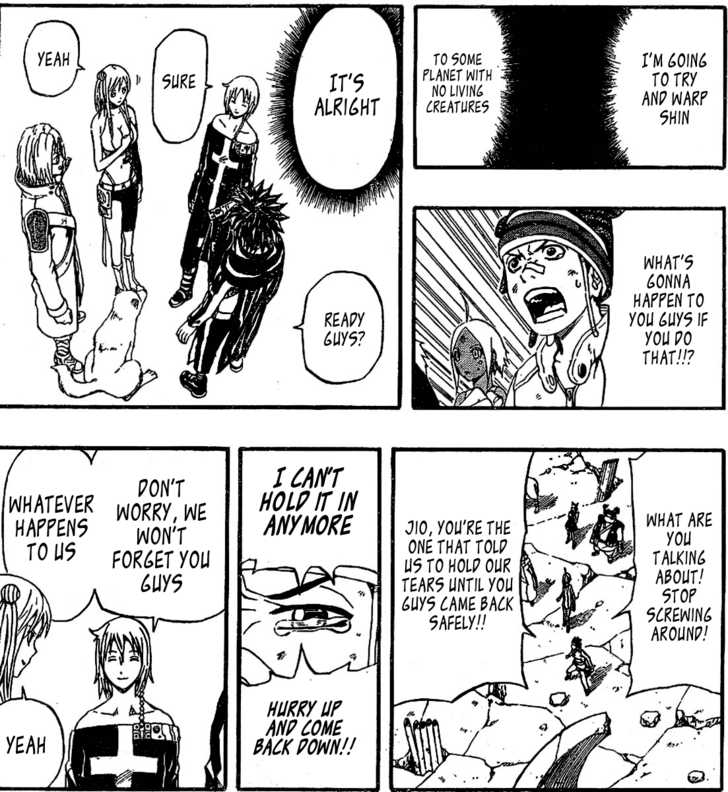 I'M GOING
TO TRY
AND WARP
SHIN
TO SOME
PLANET WITH
NO LIVING
CREATURES
IT'S
ALRIGHT
SURE
YEAH
READY
GUYS?
WHAT'S
GONNA
HAPPEN TO
YOU GUYS IF
YOU DO
THAT!!?
WHAT ARE
YOU
TALKING
ABOUT!
STOP
SCREWING
AROUND!
JIO, YOU'RE THE
ONE THAT TOLD
US TO HOLD OUR
TEARS UNTIL YOU
GUYS CAME BACK
SAFELY!!
I CAN'T
HOLD IT IN
ANYMORE
HURRY UP
AND COME
BACK DOWN!!
DON'T
WORRY, WE
WON'T
FORGET YOU
GUYS
WHATEVER
HAPPENS
TO US
YEAH